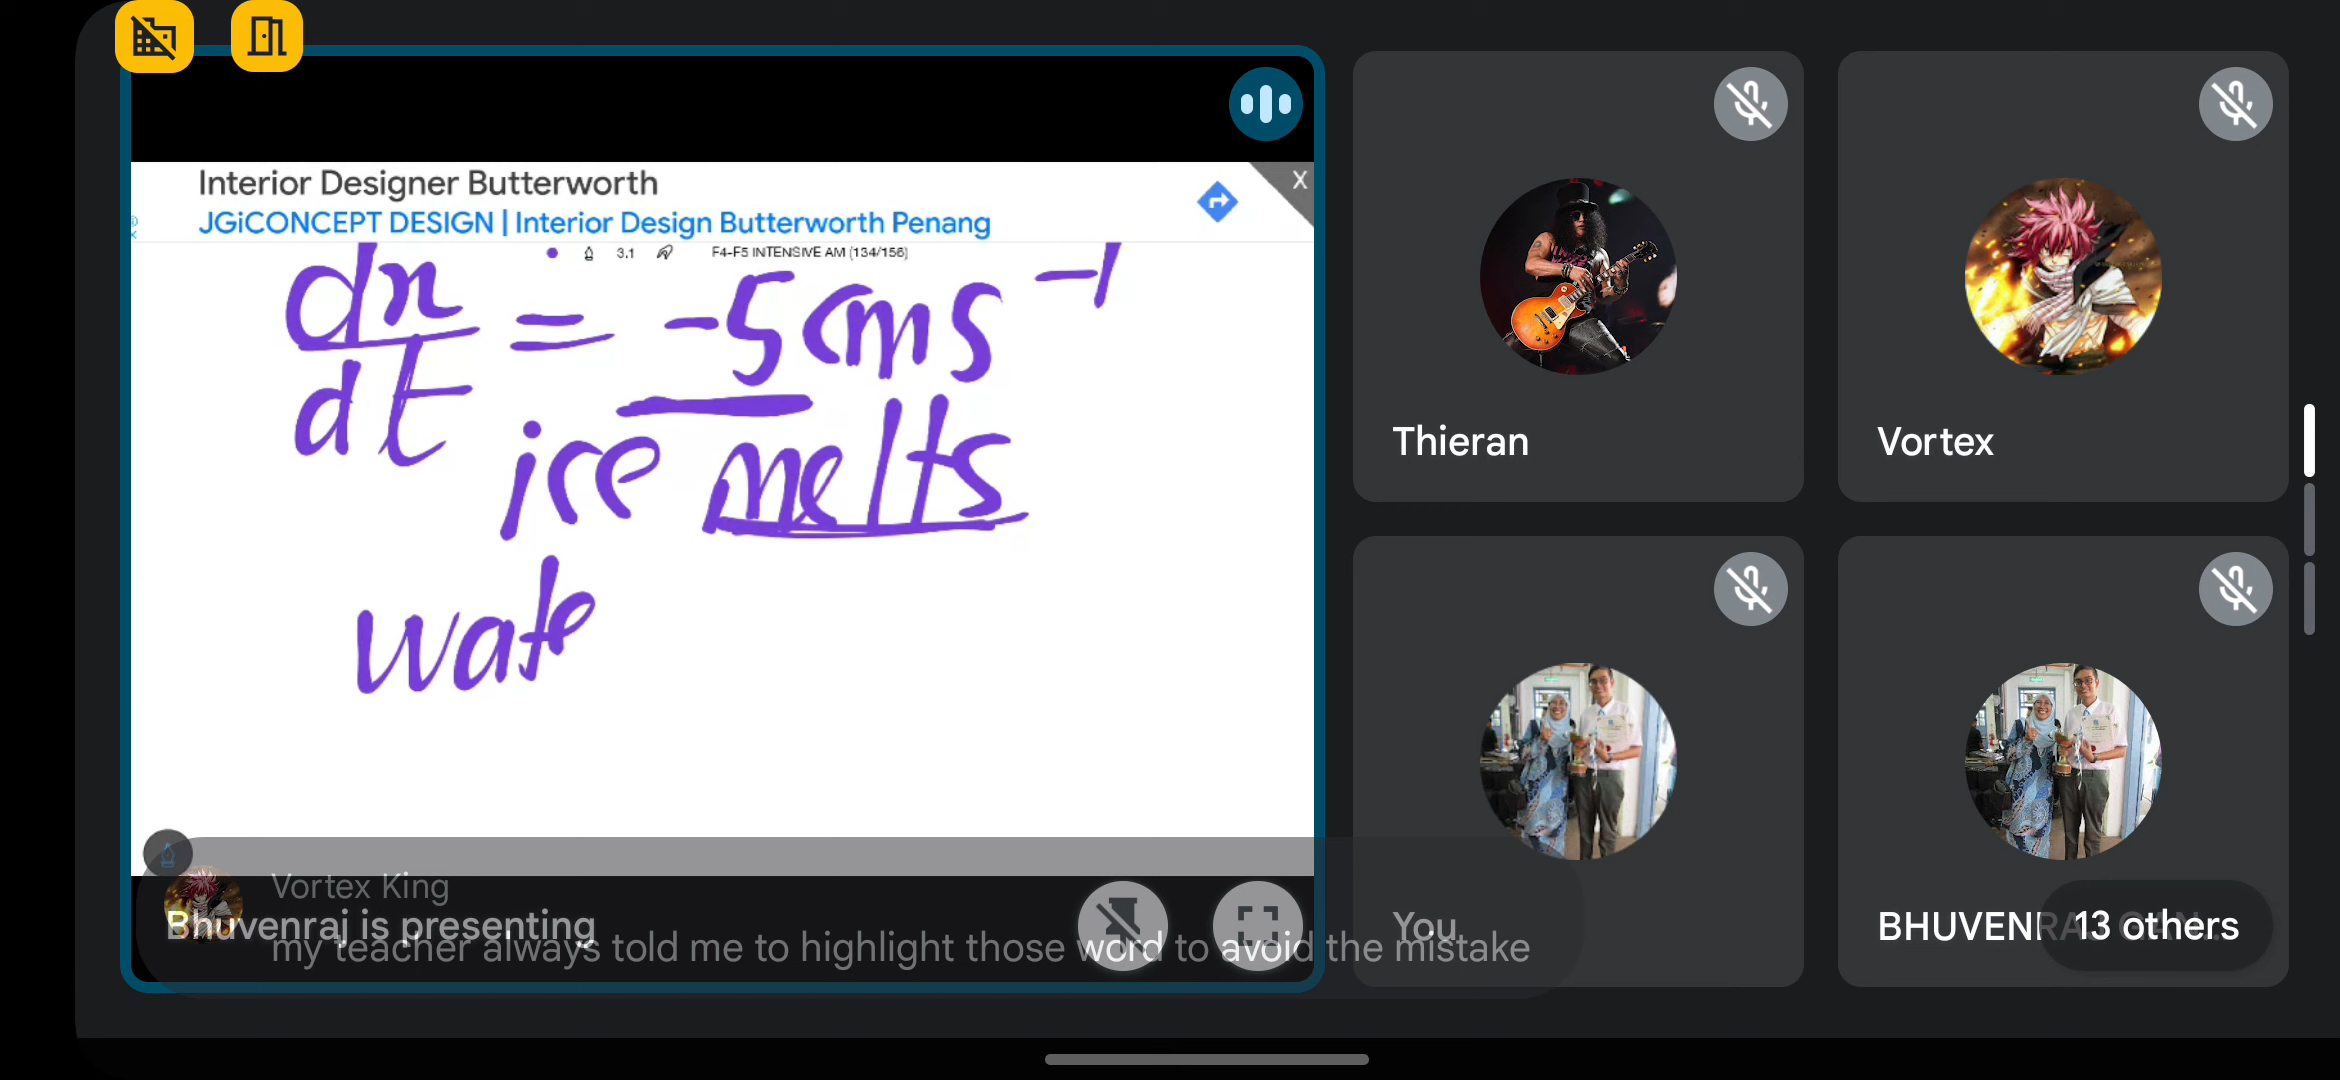 Interior Designer Butterworth
X
JGiCONCEPT DESIGN | Interior Design Butterworth Penang
3.1 F4-F5 INTENSIVE AM (134/156)
dx/dt = -5cms⁻¹
ice melts
wate
Thieran
Vortex
Vortex King
Bhuvenraj is presenting
my teacher always told me to highlight those word to avoid the mistake
You
BHUVENRAJ
13 others